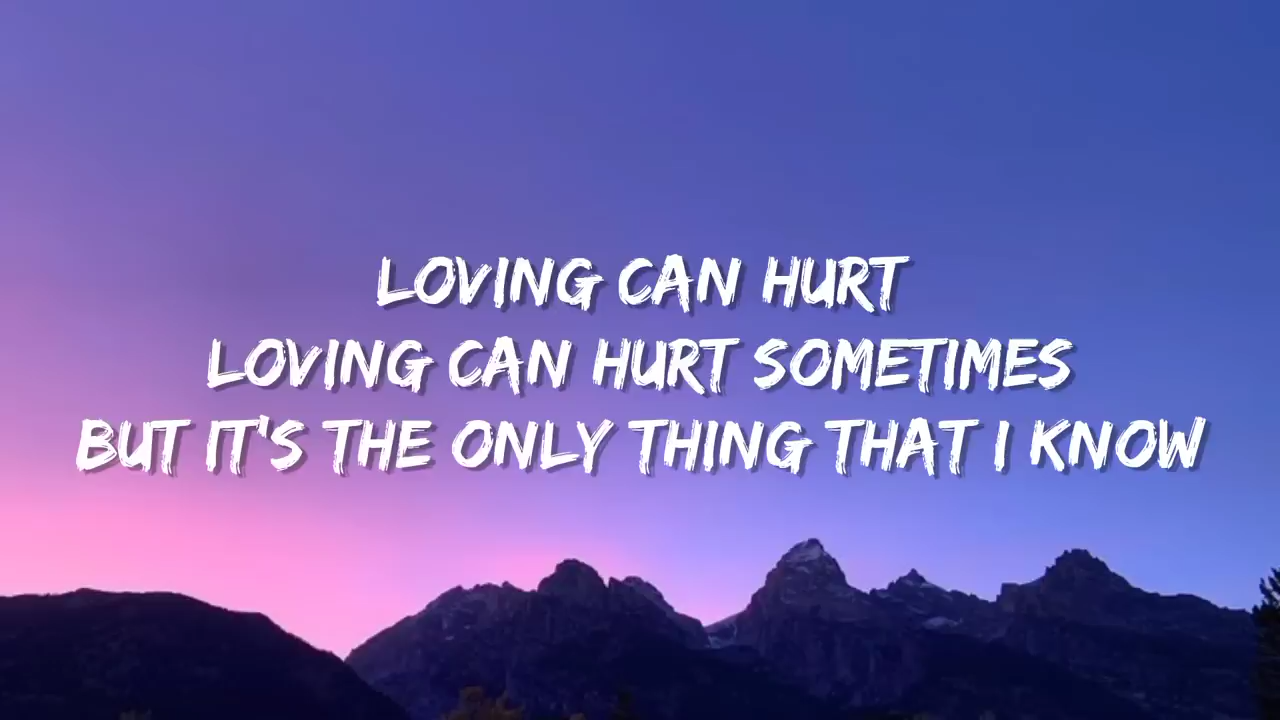 LOVING CAN HURT
LOVING CAN HURT SOMETIMES
BUT IT'S THE ONLY THING THAT I KNOW